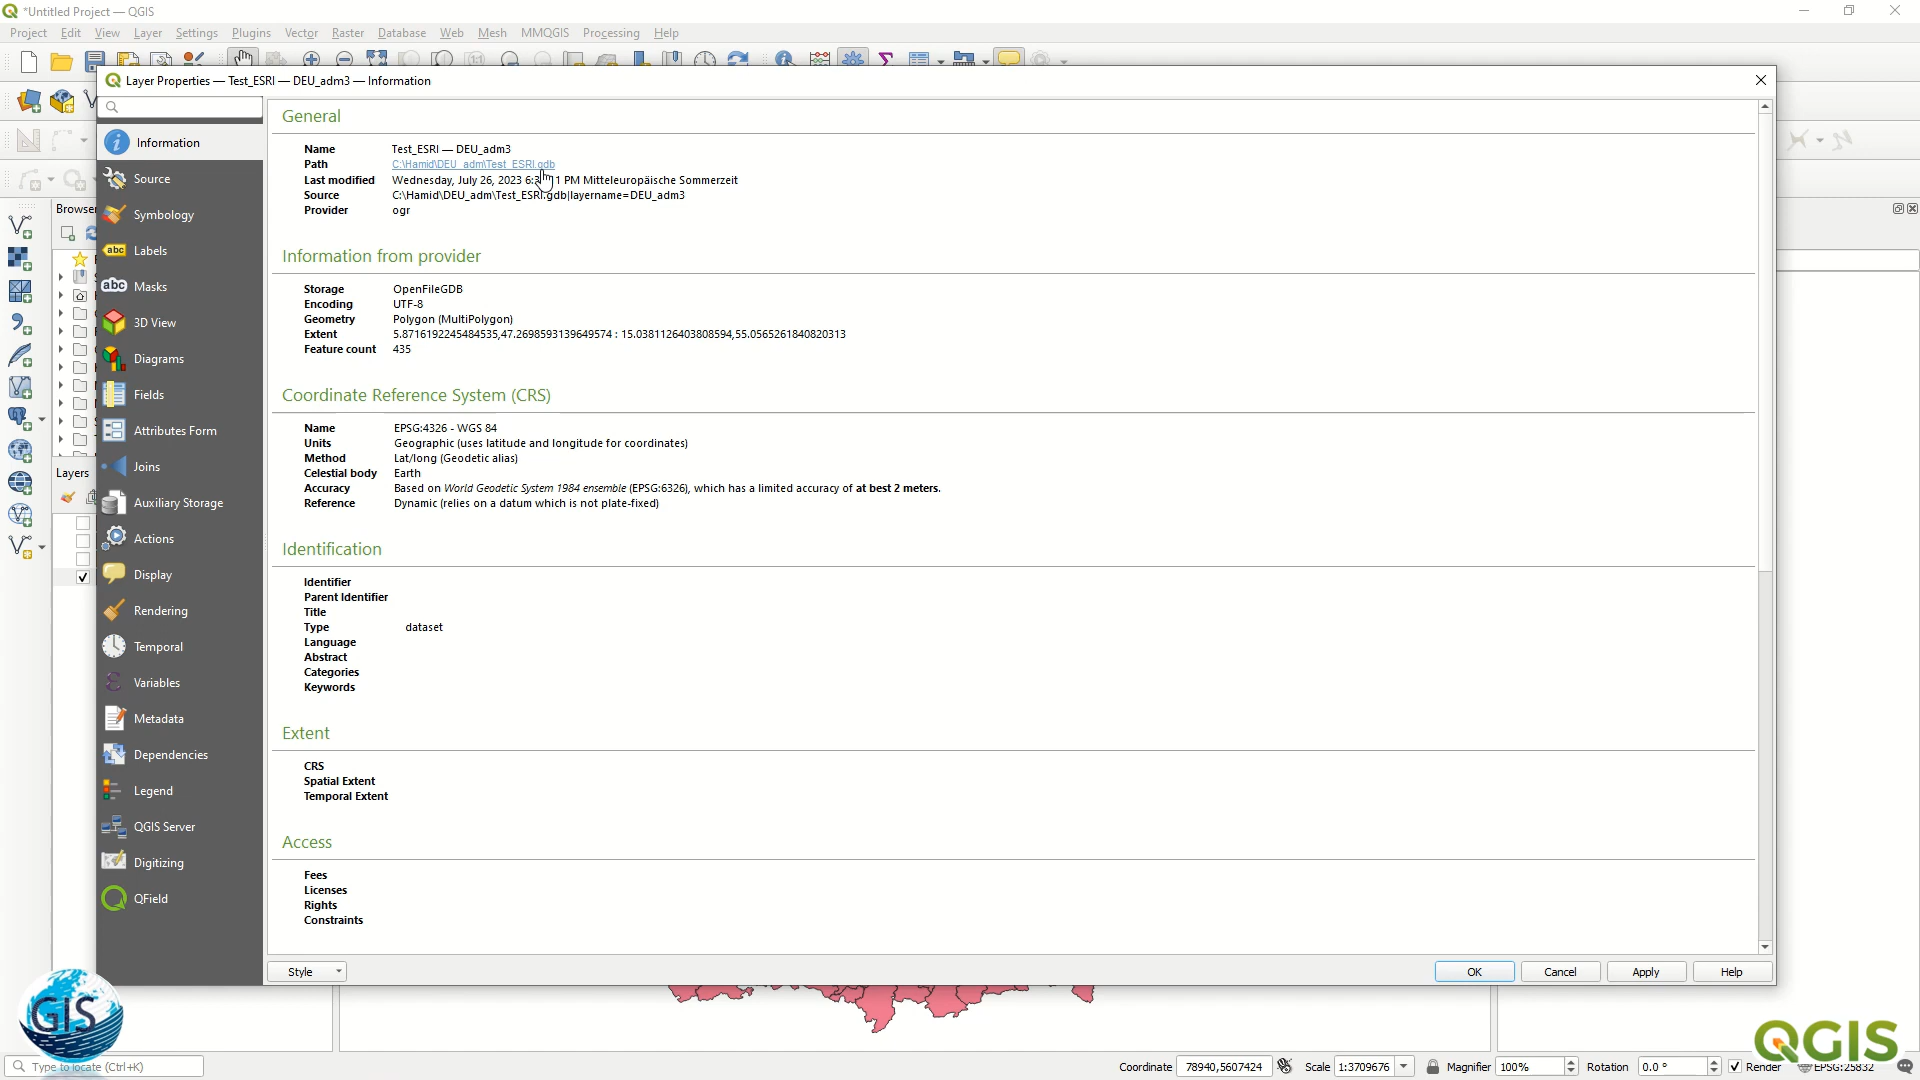 *Untitled Project — QGIS
Project Edit View Layer Settings Plugins Vector Raster Database Web Mesh MMQGIS Processing Help
Layer Properties — Test_ESRI — DEU_adm3 — Information
Information
Source
Symbology
Labels
Masks
3D View
Diagrams
Fields
Attributes Form
Joins
Auxiliary Storage
Actions
Display
Rendering
Temporal
Variables
Metadata
Dependencies
Legend
QGIS Server
Digitizing
QField
Browser
Layers
General
Name Test_ESRI — DEU_adm3
Path C:\Hamid\DEU_adm\Test_ESRI.gdb
Last modified Wednesday, July 26, 2023 1 PM Mitteleuropäische Sommerzeit
Source C:\Hamid\DEU_adm\Test_ESRI.gdb|layername=DEU_adm3
Provider ogr
Information from provider
Storage OpenFileGDB
Encoding UTF-8
Geometry Polygon (MultiPolygon)
Extent 5.8716192245484535,47.2698593139649574 : 15.0381126403808594,55.0565261840820313
Feature count 435
Coordinate Reference System (CRS)
Name EPSG:4326 - WGS 84
Units Geographic (uses latitude and longitude for coordinates)
Method Lat/long (Geodetic alias)
Celestial body Earth
Accuracy Based on World Geodetic System 1984 ensemble (EPSG:6326), which has a limited accuracy of at best 2 meters.
Reference Dynamic (relies on a datum which is not plate-fixed)
Identification
Identifier
Parent Identifier
Title
Type dataset
Language
Abstract
Categories
Keywords
Extent
CRS
Spatial Extent
Temporal Extent
Access
Fees
Licenses
Rights
Constraints
Style OK Cancel Apply Help
GIS
QGIS
Type to locate (Ctrl+K) Coordinate 78940,5607424 Scale 1:3709676 Magnifier 100% Rotation 0.0 ° Render EPSG:25832